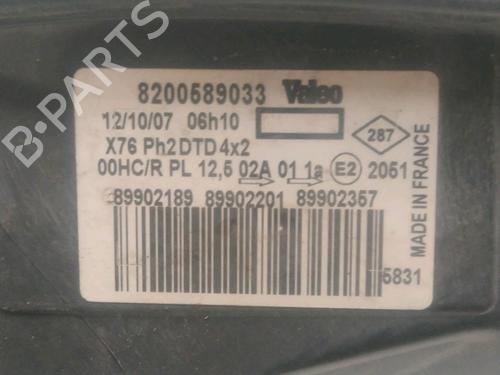 8200689033 Valeo
12/10/07 06h10
X76 Ph2 DTD 4x2
287
00HC/R PL 12,5 02A 01 1a E2 2051
89902189 89902201 89902357
5831
MADE IN FRANCE
B-PARTS